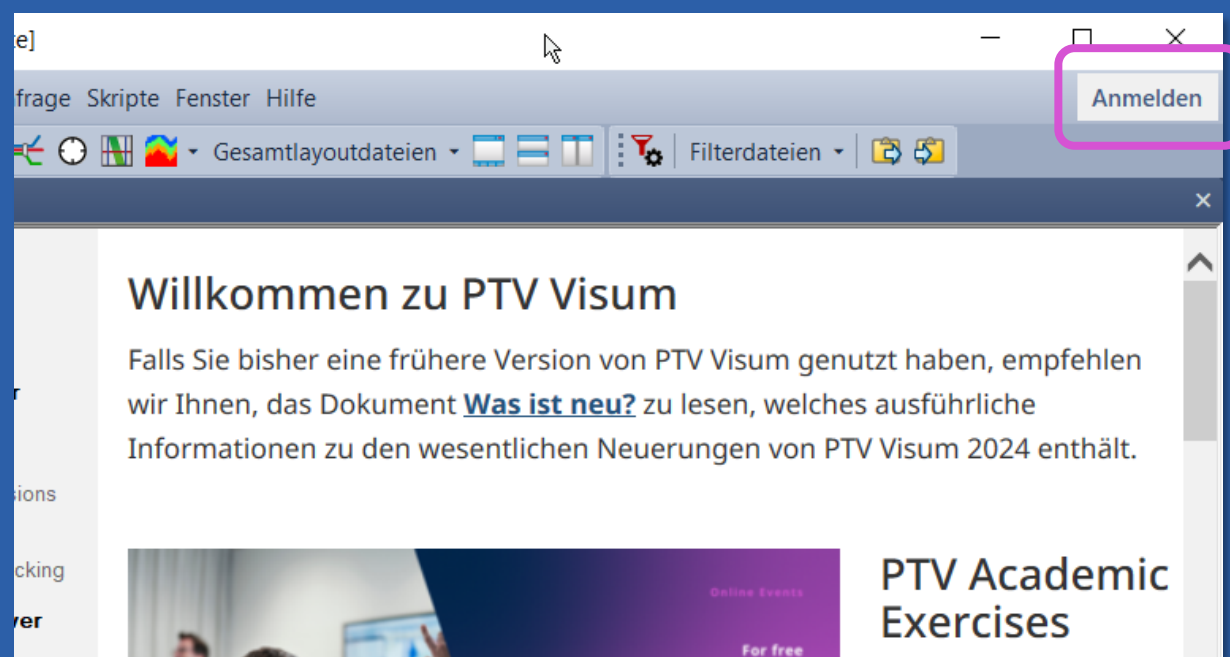 te]
nfrage Skripte Fenster Hilfe
Anmelden
Gesamtlayoutdateien
Filterdateien
Willkommen zu PTV Visum
Falls Sie bisher eine frühere Version von PTV Visum genutzt haben, empfehlen
wir Ihnen, das Dokument Was ist neu? zu lesen, welches ausführliche
Informationen zu den wesentlichen Neuerungen von PTV Visum 2024 enthält.
r
sions
cking
ver
Online Events
For free
PTV Academic
Exercises